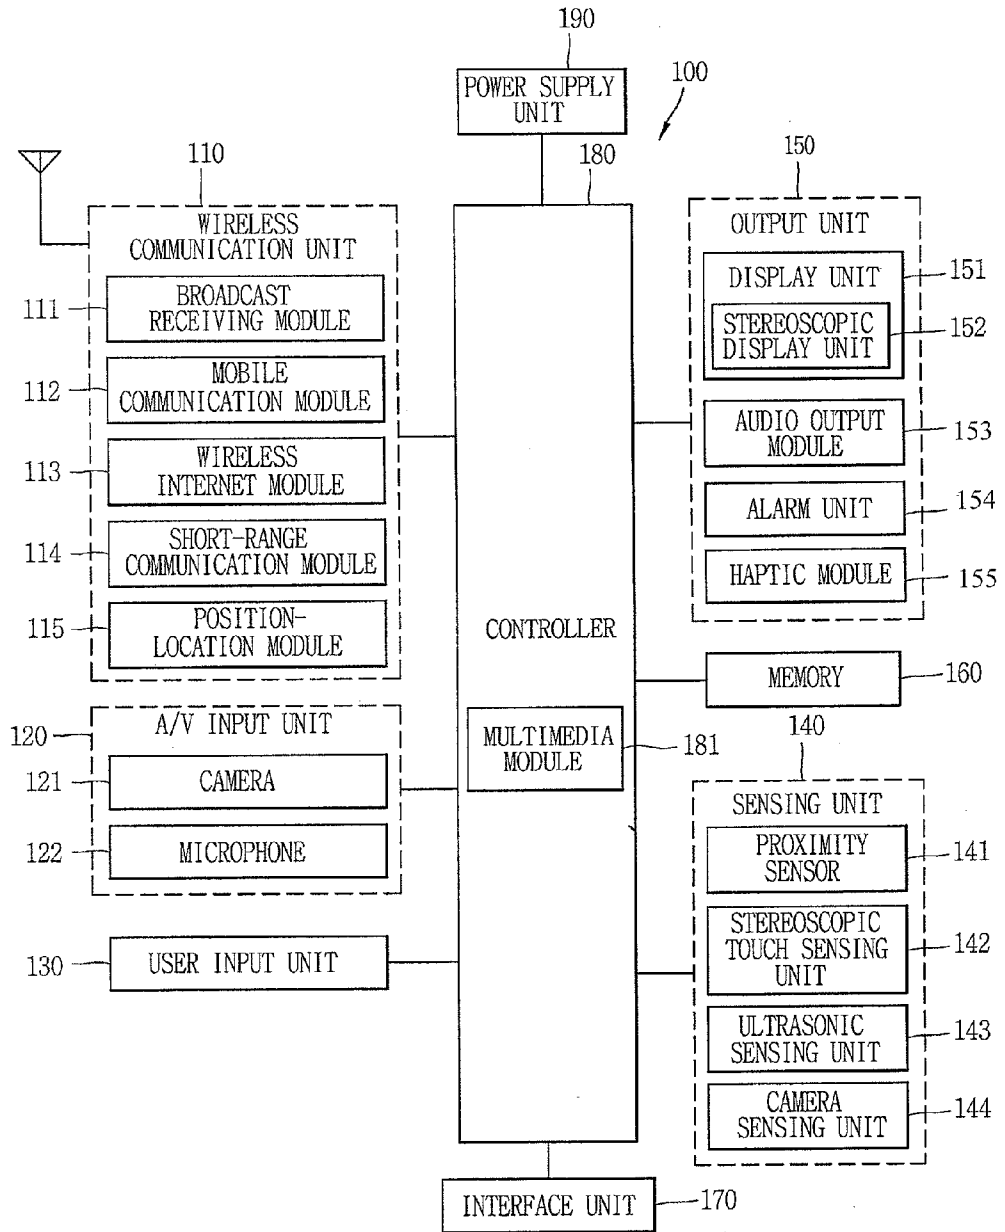 190
POWER SUPPLY
UNIT
100
110
180
150
WIRELESS
COMMUNICATION UNIT
111
BROADCAST
RECEIVING MODULE
112
MOBILE
COMMUNICATION MODULE
113
WIRELESS
INTERNET MODULE
114
SHORT-RANGE
COMMUNICATION MODULE
115
POSITION-
LOCATION MODULE
120
A/V INPUT UNIT
121
CAMERA
122
MICROPHONE
130
USER INPUT UNIT
CONTROLLER
MULTIMEDIA
MODULE
181
OUTPUT UNIT
DISPLAY UNIT
151
STEREOSCOPIC
DISPLAY UNIT
152
AUDIO OUTPUT
MODULE
153
ALARM UNIT
154
HAPTIC MODULE
155
MEMORY
160
140
SENSING UNIT
PROXIMITY
SENSOR
141
STEREOSCOPIC
TOUCH SENSING
UNIT
142
ULTRASONIC
SENSING UNIT
143
CAMERA
SENSING UNIT
144
INTERFACE UNIT
170